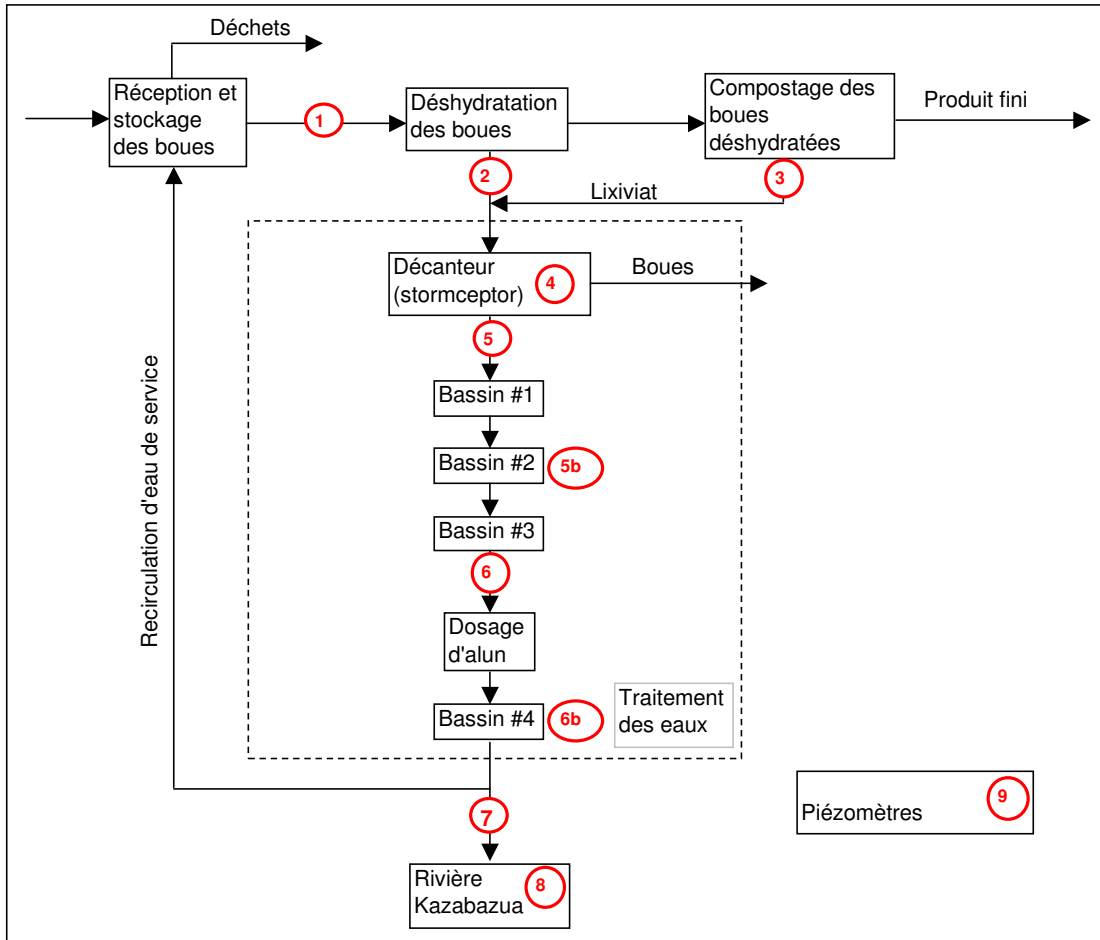 Déchets
Réception et
stockage
des boues
1
Déshydratation
des boues
Compostage des
boues
déshydratées
Produit fini
2
3
Lixiviat
Décanteur
(stormceptor)
4
Boues
5
Bassin #1
Bassin #2
5b
Bassin #3
6
Dosage
d'alun
Bassin #4
6b
Traitement
des eaux
Recirculation d'eau de service
7
Piézomètres
9
Rivière
Kazabazua
8